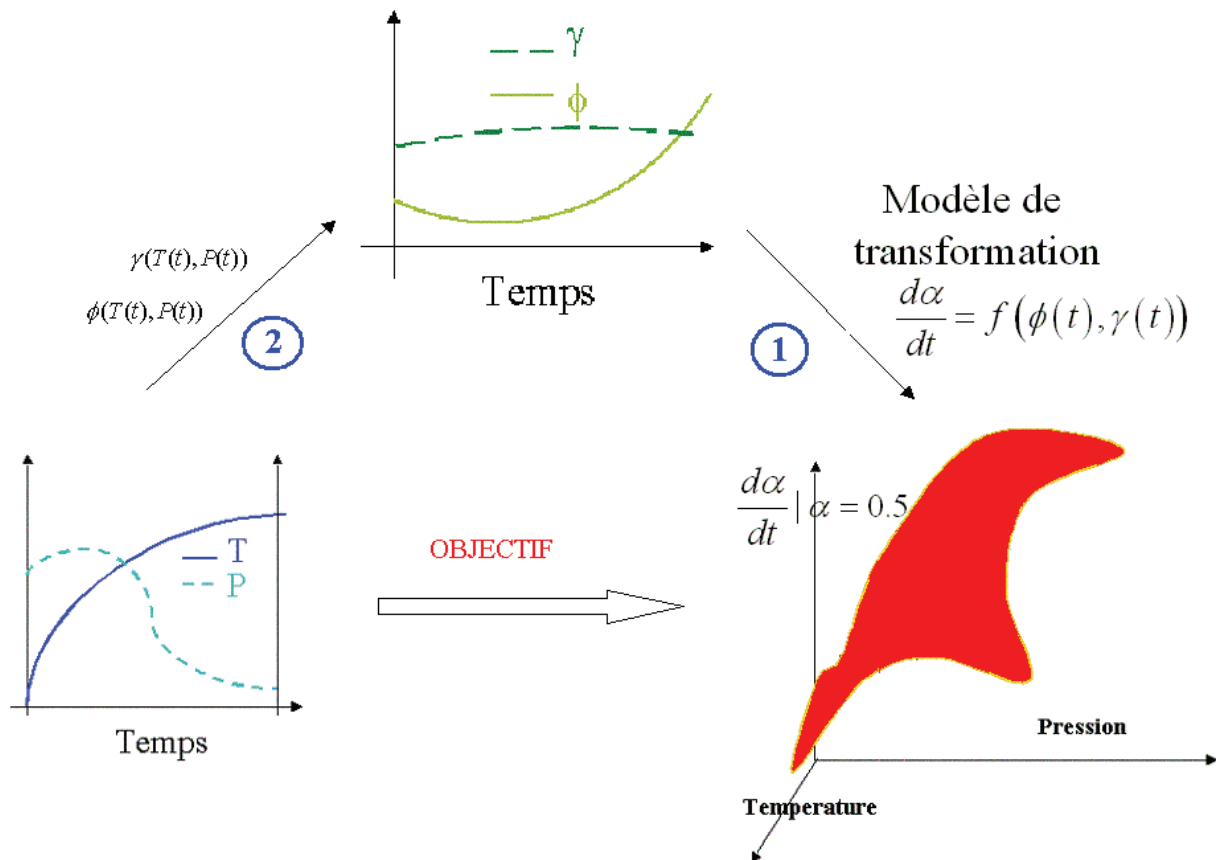 γ
ϕ
Temps
γ(T(t),P(t))
ϕ(T(t),P(t))
2
1
Modèle de
transformation
dα/dt = f(ϕ(t),γ(t))
T
P
Temps
OBJECTIF
dα/dt | α = 0.5
Pression
Temperature